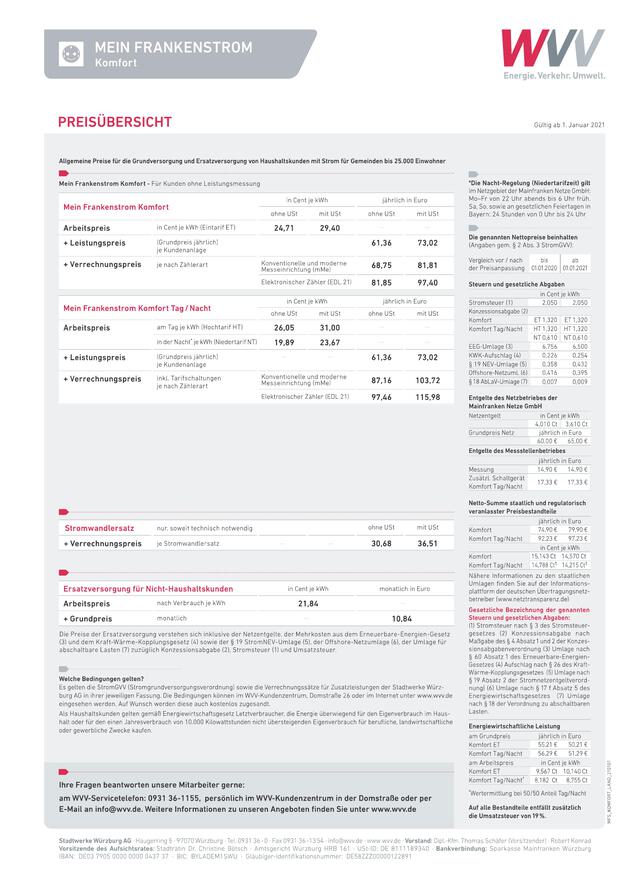 MEIN FRANKENSTROM
Komfort
WVV
Energie. Verkehr. Umwelt.
PREISÜBERSICHT
Gültig ab 1. Januar 2021
Allgemeine Preise für die Grundversorgung und Ersatzversorgung von Haushaltskunden mit Strom für Gemeinden bis 25.000 Einwohner
Mein Frankenstrom Komfort – Für Kunden ohne Leistungsmessung
Mein Frankenstrom Komfort in Cent je kWh jährlich in Euro
ohne USt mit USt ohne USt mit USt
Arbeitspreis in Cent je kWh (Eintarif ET) 24,71 29,40
+ Leistungspreis (Grundpreis jährlich) 61,36 73,02
je Kundenanlage
+ Verrechnungspreis je nach Zählerart Konventionelle und moderne 68,75 81,81
Messeinrichtung (mMe)
Elektronischer Zähler (EDL 21) 81,85 97,40
Mein Frankenstrom Komfort Tag / Nacht in Cent je kWh jährlich in Euro
ohne USt mit USt ohne USt mit USt
Arbeitspreis am Tag je kWh (Hochtarif HT) 26,05 31,00
in der Nacht* je kWh (Niedertarif NT) 19,89 23,67
+ Leistungspreis (Grundpreis jährlich) 61,36 73,02
je Kundenanlage
+ Verrechnungspreis inkl. Tarifschaltungen Konventionelle und moderne 87,16 103,72
je nach Zählerart Messeinrichtung (mMe)
Elektronischer Zähler (EDL 21) 97,46 115,98
Stromwandlersatz nur, soweit technisch notwendig ohne USt mit USt
+ Verrechnungspreis je Stromwandlersatz 30,68 36,51
Ersatzversorgung für Nicht-Haushaltskunden in Cent je kWh monatlich in Euro
Arbeitspreis nach Verbrauch je kWh 21,84
+ Grundpreis monatlich 10,84
Die Preise der Ersatzversorgung verstehen sich inklusive der Netzentgelte, der Mehrkosten aus dem Erneuerbare-Energien-Gesetz
(3) und dem Kraft-Wärme-Kopplungsgesetz (4) sowie der § 19 StromNEV-Umlage (5), der Offshore-Netzumlage (6), der Umlage für
abschaltbare Lasten (7) zuzüglich Konzessionsabgabe (2), Stromsteuer (1) und Umsatzsteuer.
Welche Bedingungen gelten?
Es gelten die StromGVV (Stromgrundversorgungsverordnung) sowie die Verrechnungssätze für Zusatzleistungen der Stadtwerke Würz-
burg AG in ihrer jeweiligen Fassung. Die Bedingungen können im WVV-Kundenzentrum, Domstraße 26 oder im Internet unter www.wvv.de
eingesehen werden. Auf Wunsch werden diese auch kostenlos zugesandt.
Als Haushaltskunden gelten gemäß Energiewirtschaftsgesetz Letztverbraucher, die Energie überwiegend für den Eigenverbrauch im Haus-
halt oder für den einen Jahresverbrauch von 10.000 Kilowattstunden nicht übersteigenden Eigenverbrauch für berufliche, landwirtschaftliche
oder gewerbliche Zwecke kaufen.
Ihre Fragen beantworten unsere Mitarbeiter gerne:
am WVV-Servicetelefon: 0931 36-1155, persönlich im WVV-Kundenzentrum in der Domstraße oder per
E-Mail an info@wvv.de. Weitere Informationen zu unseren Angeboten finden Sie unter www.wvv.de
*Die Nacht-Regelung (Niedertarifzeit) gilt
im Netzgebiet der Mainfranken Netze GmbH:
Mo–Fr von 22 Uhr abends bis 6 Uhr früh.
Sa, So, sowie an gesetzlichen Feiertagen in
Bayern: 24 Stunden von 0 Uhr bis 24 Uhr
Die genannten Nettopreise beinhalten
(Angaben gem. § 2 Abs. 3 StromGVV):
Vergleich vor / nach bis ab
der Preisanpassung 01.01.2020 01.01.2021
Steuern und gesetzliche Abgaben
in Cent je kWh
Stromsteuer (1) 2,050 2,050
Konzessionsabgabe (2)
Komfort ET 1,320 ET 1,320
Komfort Tag/Nacht HT 1,320 HT 1,320
NT 0,610 NT 0,610
EEG-Umlage (3) 6,756 6,500
KWK-Aufschlag (4) 0,226 0,254
§ 19 NEV-Umlage (5) 0,358 0,432
Offshore-Netzuml. (6) 0,416 0,395
§ 18 AbLaV-Umlage (7) 0,007 0,009
Entgelte des Netzbetriebes der
Mainfranken Netze GmbH
Netzentgelt in Cent je kWh
4,010 Ct 3,610 Ct
Grundpreis Netz jährlich in Euro
60,00 € 65,00 €
Entgelte des Messstellenbetriebes
jährlich in Euro
Messung 14,90 € 14,90 €
Zusätzl. Schaltgerät 17,33 € 17,33 €
Komfort Tag/Nacht
Netto-Summe staatlich und regulatorisch
veranlasster Preisbestandteile
jährlich in Euro
Komfort 74,90 € 79,90 €
Komfort Tag/Nacht 92,23 € 97,23 €
in Cent je kWh
Komfort 15,143 Ct 14,570 Ct
Komfort Tag/Nacht 14,788 Ct 14,215 Ct
Nähere Informationen zu den staatlichen
Umlagen finden Sie auf der Informations-
plattform der deutschen Übertragungsnetz-
betreiber (www.netztransparenz.de)
Gesetzliche Bezeichnung der genannten
Steuern und gesetzlichen Abgaben:
(1) Stromsteuer nach § 3 des Stromsteuer-
gesetzes (2) Konzessionsabgabe nach
Maßgabe des § 4 Absatz 1 und 2 der Konzes-
sionsabgabenverordnung (3) Umlage nach
§ 60 Absatz 1 des Erneuerbare-Energien-
Gesetzes (4) Aufschlag nach § 26 des Kraft-
Wärme-Kopplungsgesetzes (5) Umlage nach
§ 19 Absatz 2 der Stromnetzentgeltverord-
nung) (6) Umlage nach § 17 f Absatz 5 des
Energiewirtschaftsgesetzes (7) Umlage
nach § 18 der Verordnung zu abschaltbaren
Lasten.
Energiewirtschaftliche Leistung
am Grundpreis jährlich in Euro
Komfort ET 55,21 € 50,21 €
Komfort Tag/Nacht 56,29 € 51,29 €
am Arbeitspreis in Cent je kWh
Komfort ET 9,567 Ct 10,140 Ct
Komfort Tag/Nacht* 8,182 Ct 8,755 Ct
*Wertermittlung bei 50/50 Anteil Tag/Nacht
Auf alle Bestandteile entfällt zusätzlich
die Umsatzsteuer von 19 %.
Stadtwerke Würzburg AG · Haugerring 5 · 97070 Würzburg · Tel. 0931 36-0 · Fax 0931 36-1354 · info@wvv.de · www.wvv.de · Vorstand: Dipl.-Kfm. Thomas Schäfer (Vorsitzender) · Robert Konrad
Vorsitzende des Aufsichtsrates: Stadträtin Dr. Christine Bötsch · Amtsgericht Würzburg HRB 161 · USt-ID: DE 8111189340 · Bankverbindung: Sparkasse Mainfranken Würzburg
IBAN: DE03 7905 0000 0000 0437 37 · BIC: BYLADEM1SWU · Gläubiger-Identifikationsnummer: DE58ZZZ00000122891